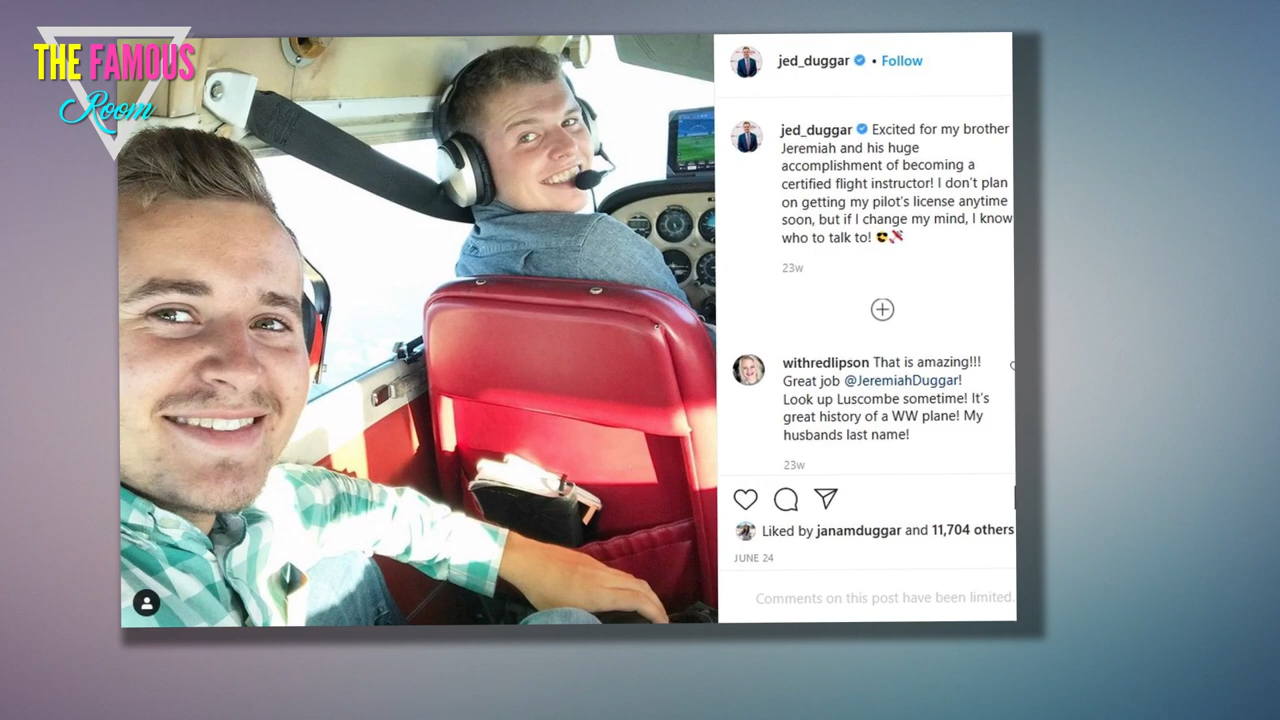 THE FAMOUS
Room
jed_duggar • Follow
jed_duggar Excited for my brother
Jeremiah and his huge
accomplishment of becoming a
certified flight instructor! I don't plan
on getting my pilot's license anytime
soon, but if I change my mind, I know
who to talk to! 😎🚀
23w
withredlipson That is amazing!!!
Great job @JeremiahDuggar!
Look up Luscombe sometime! It's
great history of a WW plane! My
husbands last name!
23w
Liked by janamduggar and 11,704 others
JUNE 24
Comments on this post have been limited.